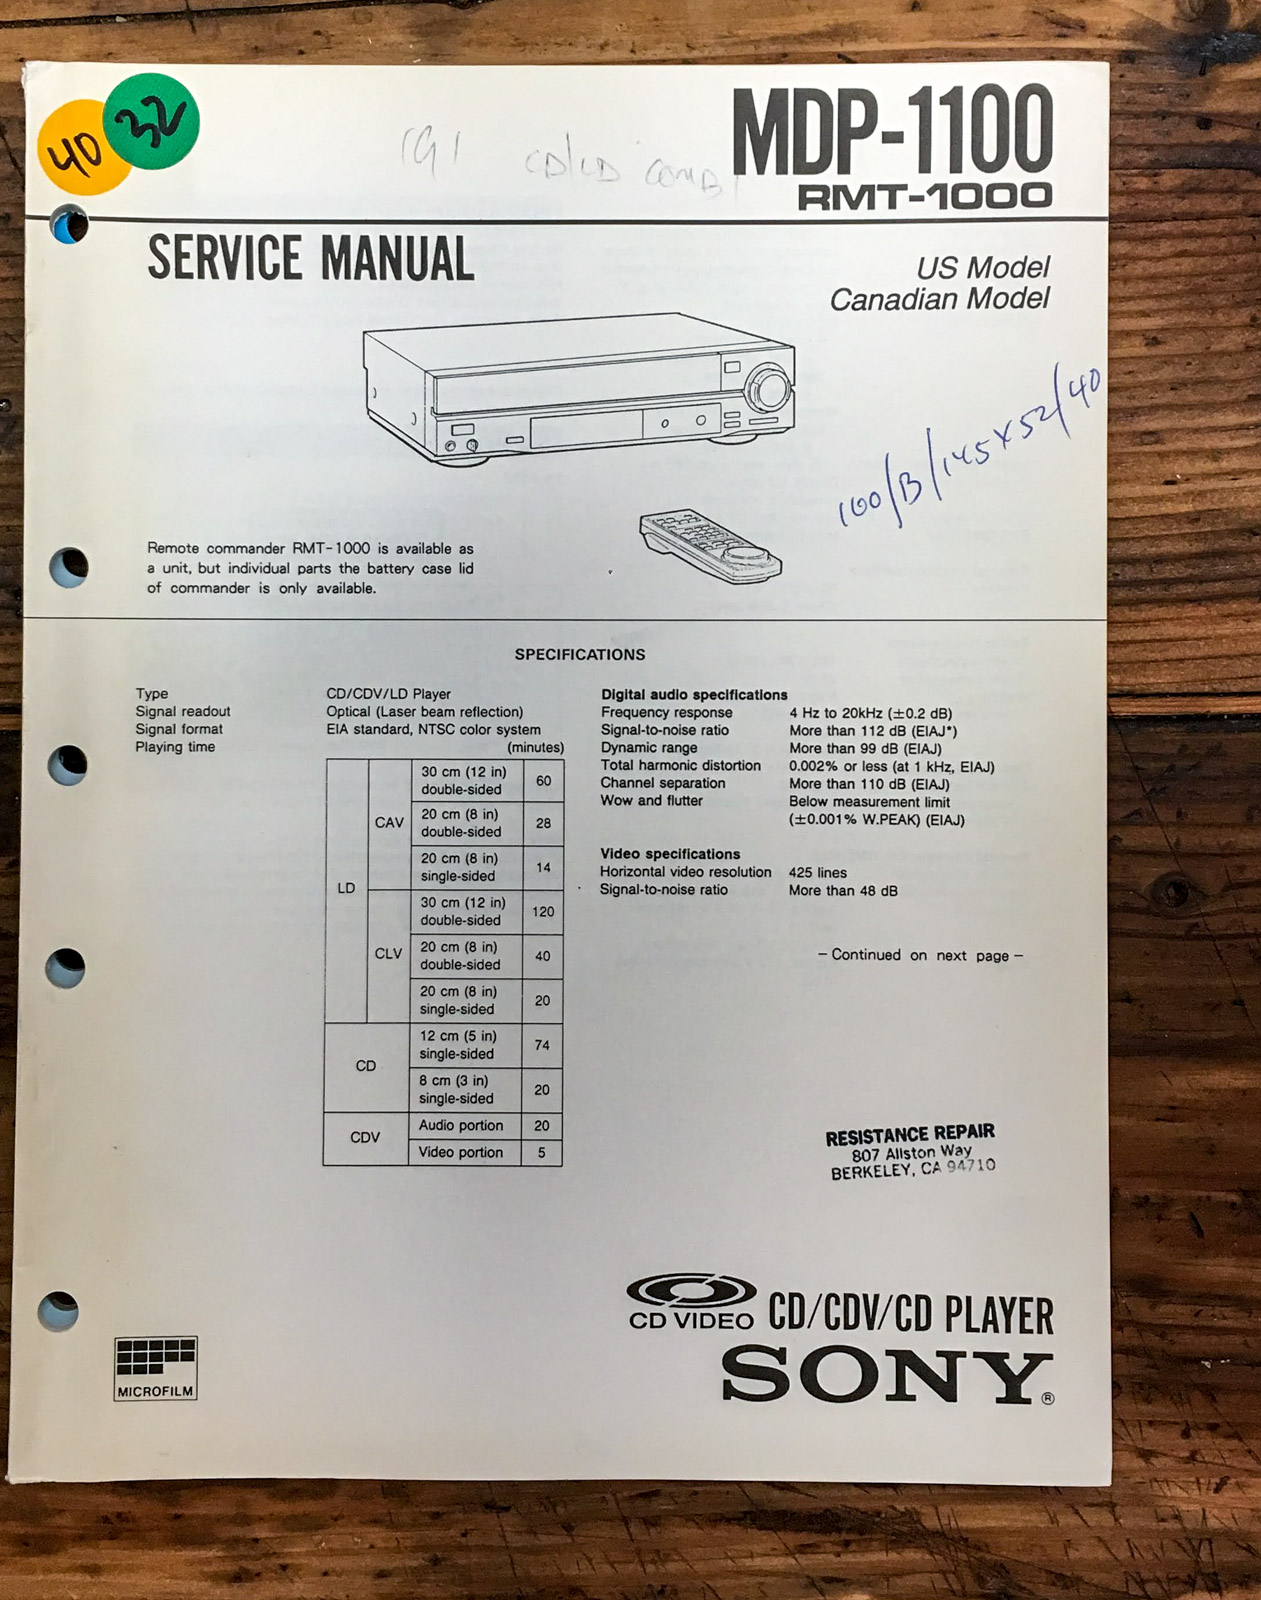 40
32
CD/LD COMB
MDP-1100
RMT-1000
SERVICE MANUAL
US Model
Canadian Model
100/B/145x52/40
Remote commander RMT-1000 is available as
a unit, but individual parts the battery case lid
of commander is only available.
SPECIFICATIONS
Type CD/CDV/LD Player
Signal readout Optical (Laser beam reflection)
Signal format EIA standard, NTSC color system
Playing time (minutes)
LD
CAV
30 cm (12 in)
double-sided
60
20 cm (8 in)
double-sided
28
20 cm (8 in)
single-sided
14
CLV
30 cm (12 in)
double-sided
120
20 cm (8 in)
double-sided
40
20 cm (8 in)
single-sided
20
CD
12 cm (5 in)
single-sided
74
8 cm (3 in)
single-sided
20
CDV
Audio portion 20
Video portion 5
Digital audio specifications
Frequency response 4 Hz to 20kHz (±0.2 dB)
Signal-to-noise ratio More than 112 dB (EIAJ*)
Dynamic range More than 99 dB (EIAJ)
Total harmonic distortion 0.002% or less (at 1 kHz, EIAJ)
Channel separation More than 110 dB (EIAJ)
Wow and flutter Below measurement limit
(±0.001% W.PEAK) (EIAJ)
Video specifications
Horizontal video resolution 425 lines
Signal-to-noise ratio More than 48 dB
– Continued on next page –
RESISTANCE REPAIR
807 Allston Way
BERKELEY, CA 94710
CD VIDEO
CD/CDV/CD PLAYER
SONY®
MICROFILM